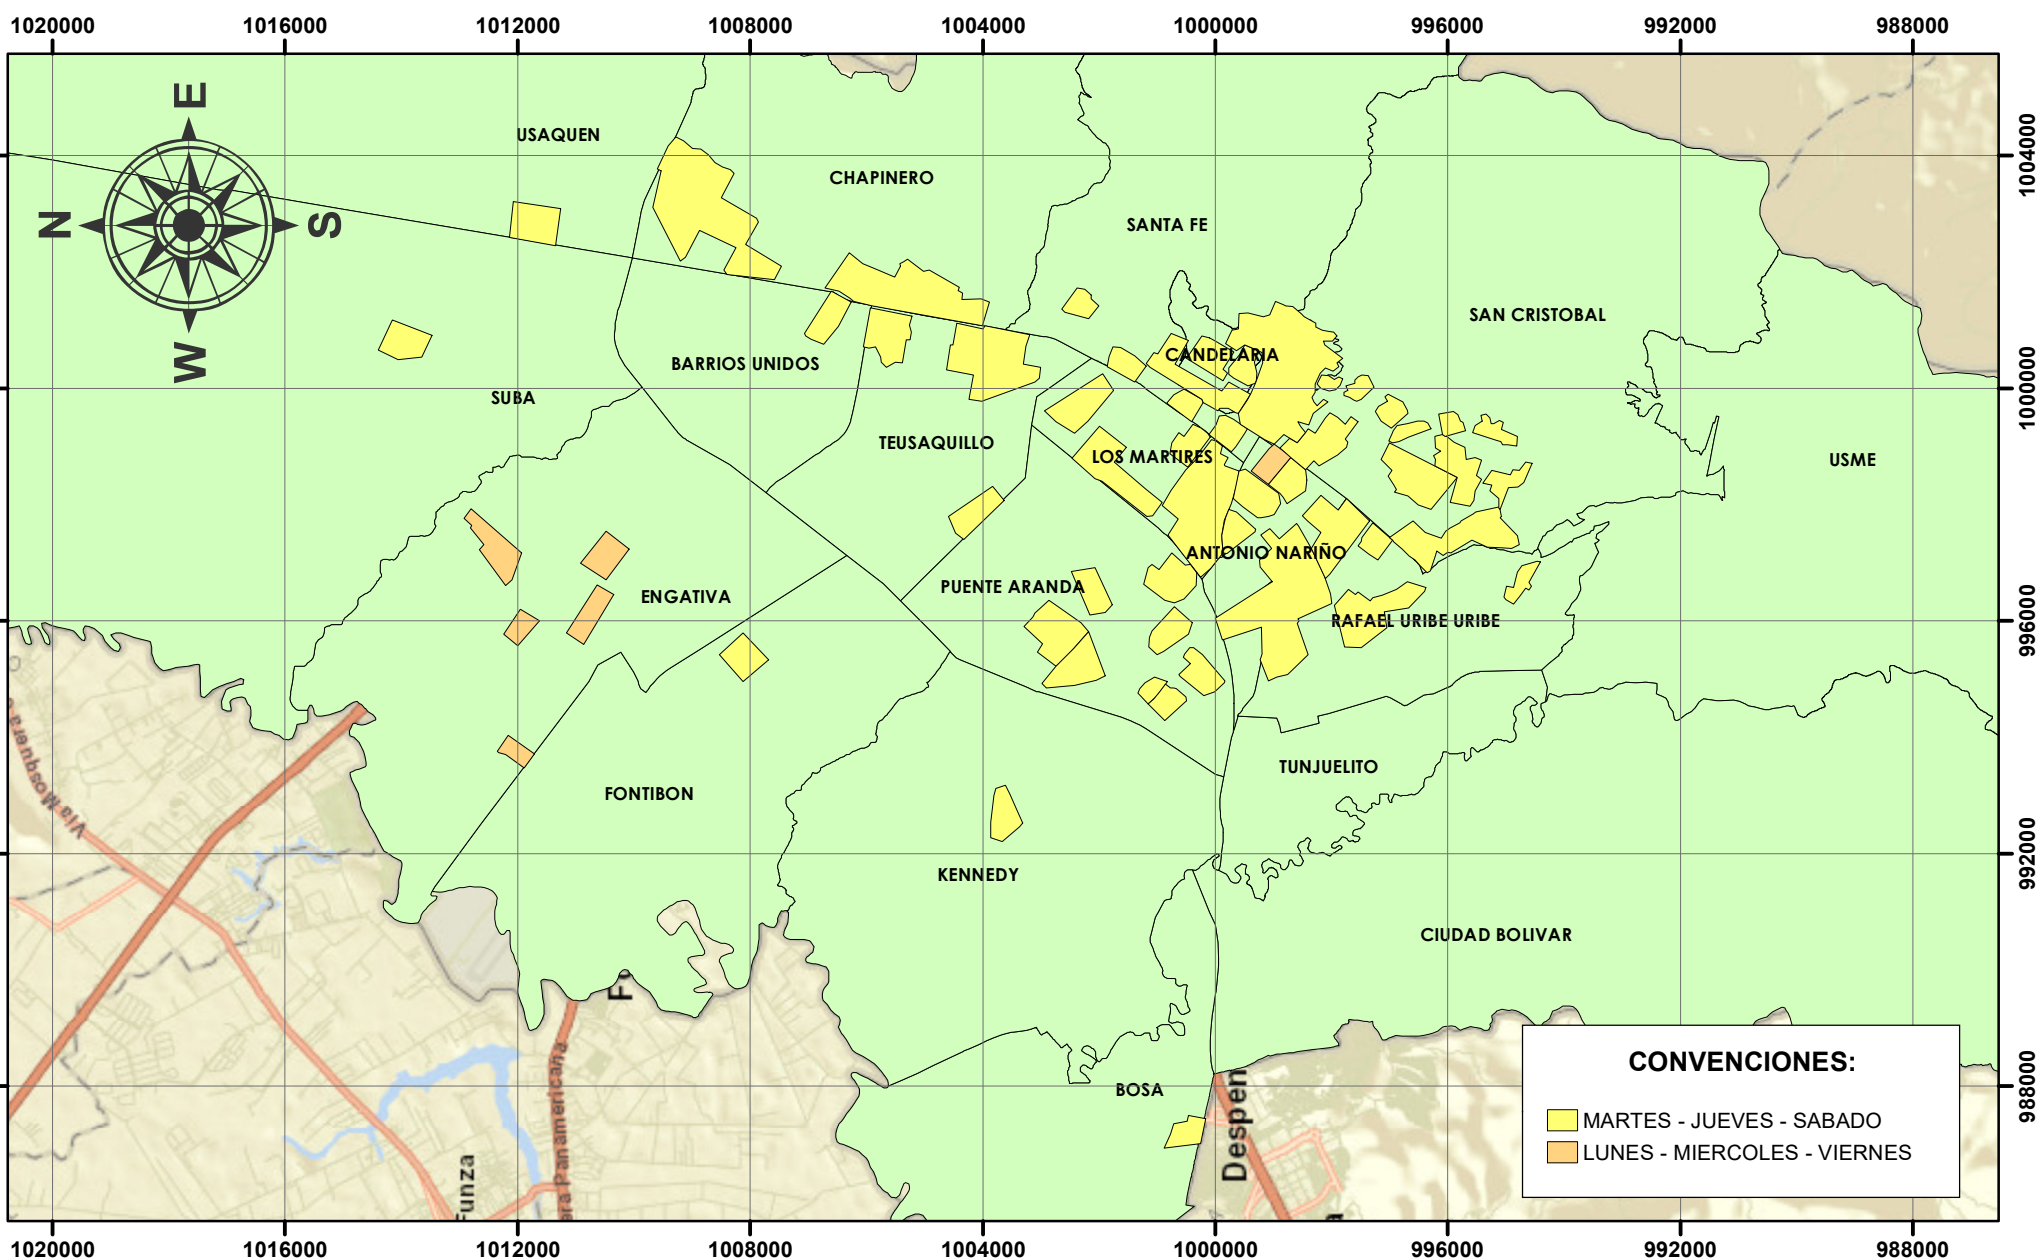 1020000 1016000 1012000 1008000 1004000 1000000 996000 992000 988000
E
N
S
W
USAQUEN
CHAPINERO
SANTA FE
SAN CRISTOBAL
CANDELARIA
BARRIOS UNIDOS
SUBA
TEUSAQUILLO
LOS MARTIRES
USME
ANTONIO NARIÑO
PUENTE ARANDA
ENGATIVA
RAFAEL URIBE URIBE
TUNJUELITO
FONTIBON
KENNEDY
CIUDAD BOLIVAR
BOSA
Via Mosquera
Fo
Funza
era Panamericana
Despen
a
1004000
1000000
996000
992000
988000
CONVENCIONES:
MARTES - JUEVES - SABADO
LUNES - MIERCOLES - VIERNES
1020000 1016000 1012000 1008000 1004000 1000000 996000 992000 988000